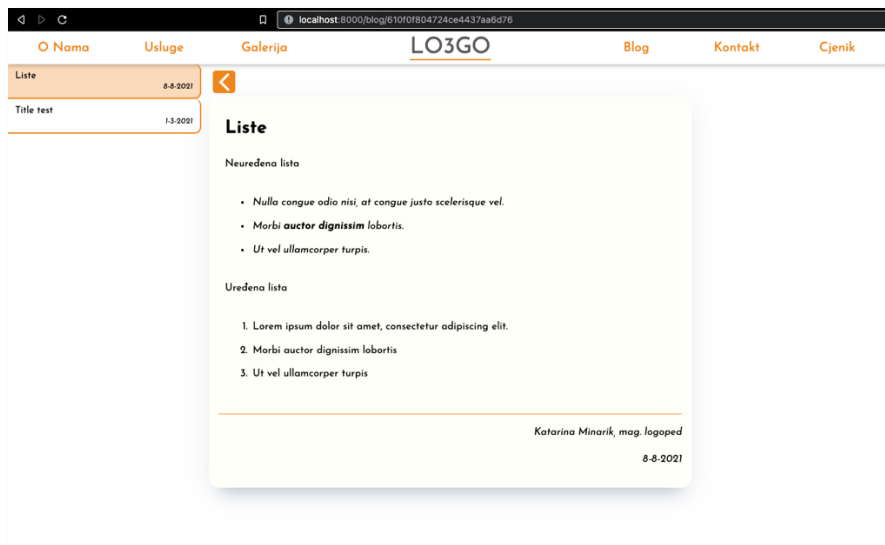 localhost:8000/blog/610f0f804724ce4437aa6d76
O Nama Usluge Galerija LO3GO Blog Kontakt Cjenik
Liste
8-8-2021
Title test
1-3-2021
Liste
Neuređena lista
• Nulla congue odio nisi, at congue justo scelerisque vel.
• Morbi auctor dignissim lobortis.
• Ut vel ullamcorper turpis.
Uređena lista
1. Lorem ipsum dolor sit amet, consectetur adipiscing elit.
2. Morbi auctor dignissim lobortis
3. Ut vel ullamcorper turpis
Katarina Minarik, mag. logoped
8-8-2021